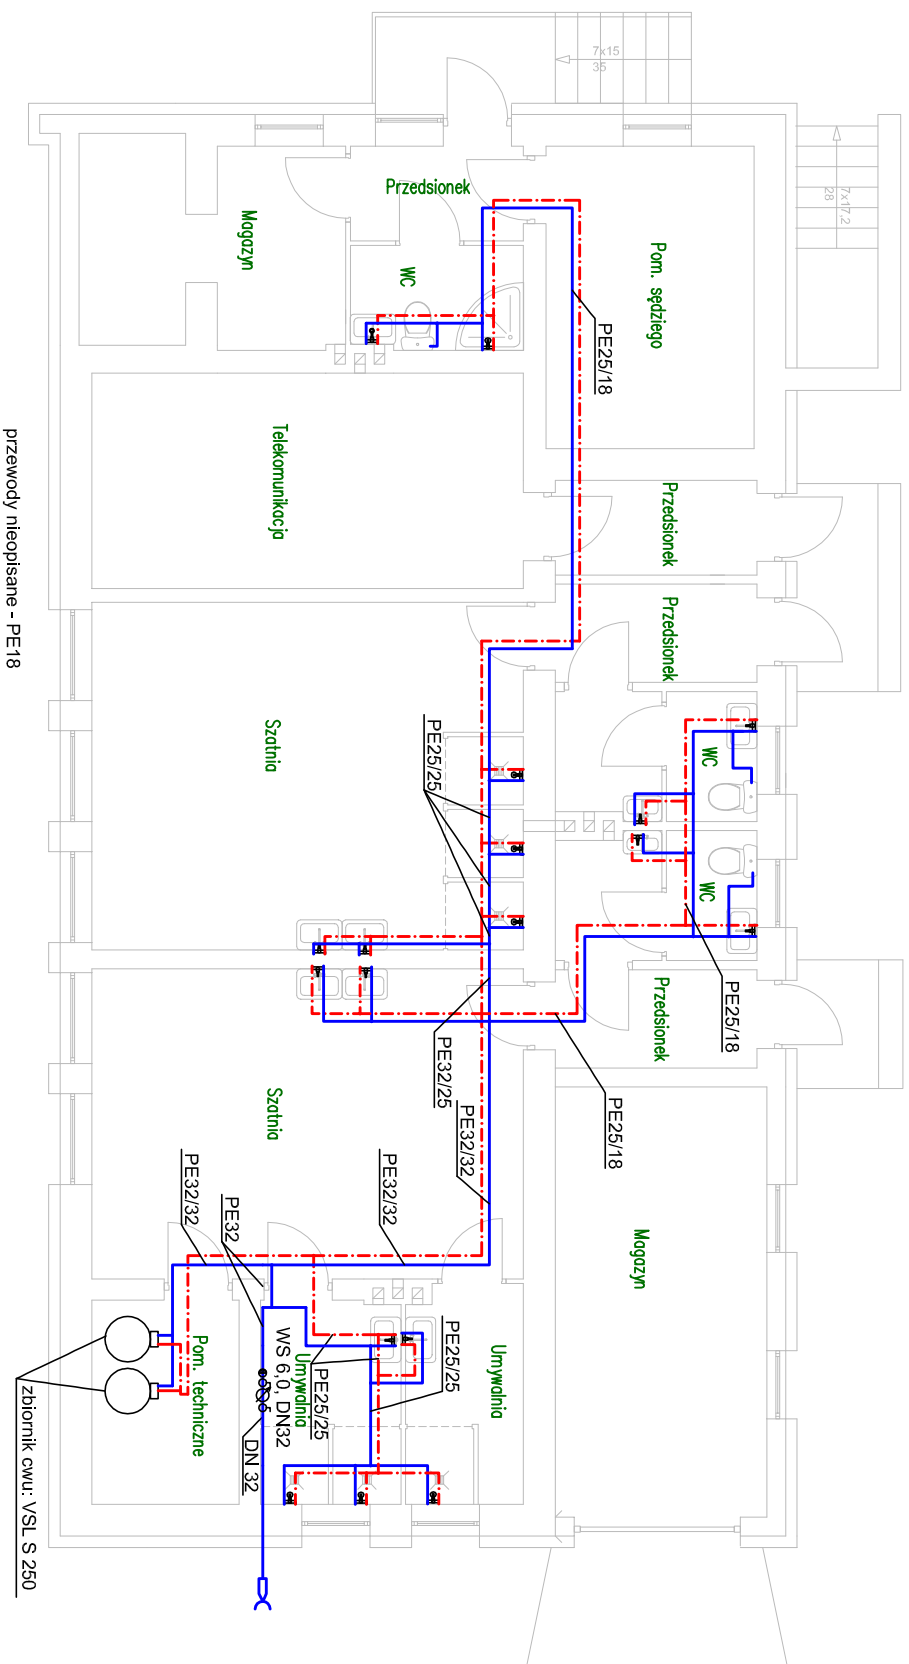 7x15
35
7x17,2
28
Przedsionek
Magazyn
WC
Pom. sędziego
PE25/18
Telekomunikacja
Przedsionek
Przedsionek
przewody nieopisane - PE18
Szatnia
PE25/25
WC
WC
PE25/18
Przedsionek
PE32/25
PE32/32
PE25/18
Szatnia
PE32/32
PE32
PE32/32
Magazyn
Umywalnia
PE25/25
PE25/25
Umywalnia
WS 6,0, DN32
Pom. techniczne
DN 32
zbiornik cwu: VSL S 250